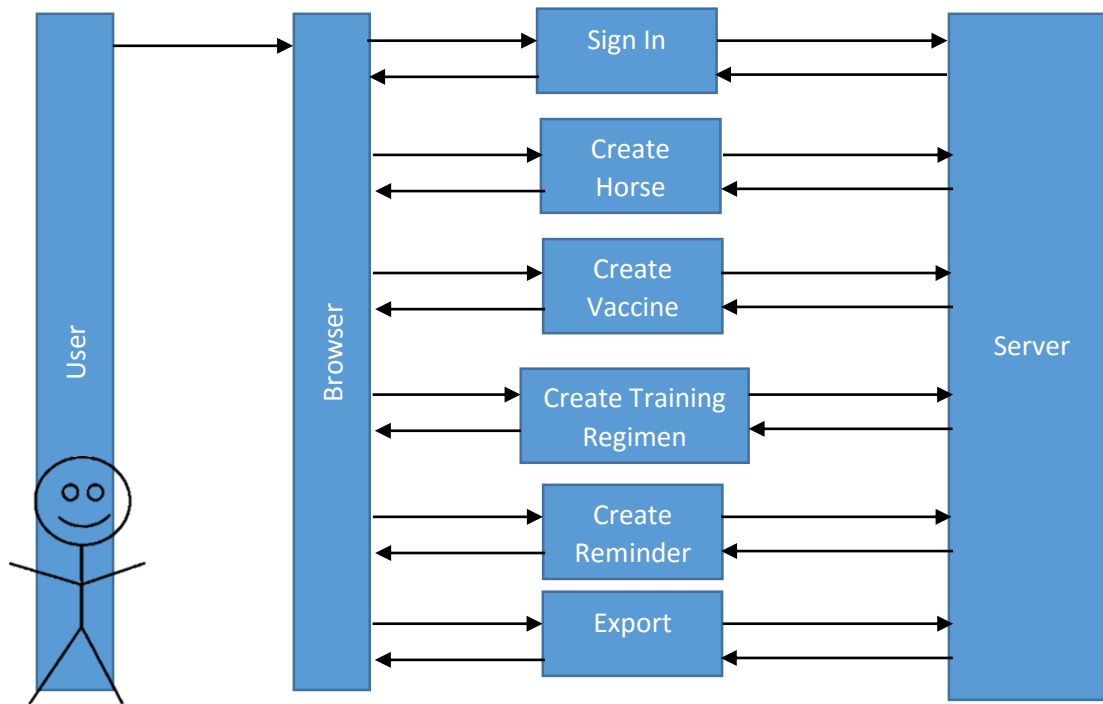 User
Browser
Sign In
Create
Horse
Create
Vaccine
Create Training
Regimen
Create
Reminder
Export
Server